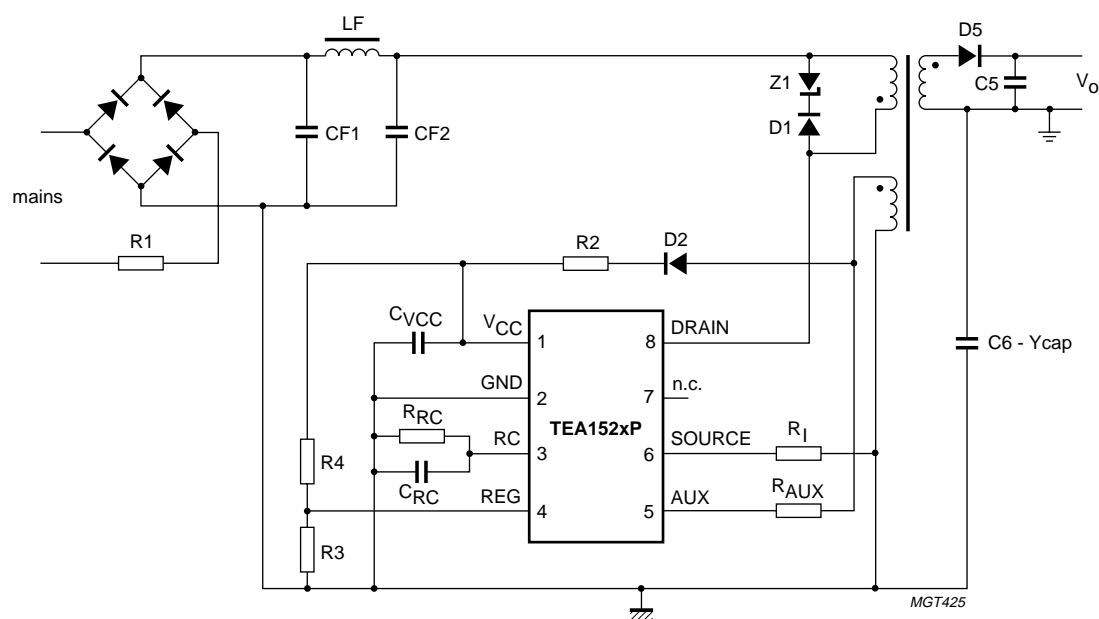 LF
D5
Z1
C5
Vo
CF1
CF2
D1
mains
R1
R2
D2
CVCC
VCC
DRAIN
1
8
C6 - Ycap
GND
n.c.
2
7
RRC
TEA152xP
RC
SOURCE
RI
R4
3
6
CRC
REG
AUX
RAUX
4
5
R3
MGT425